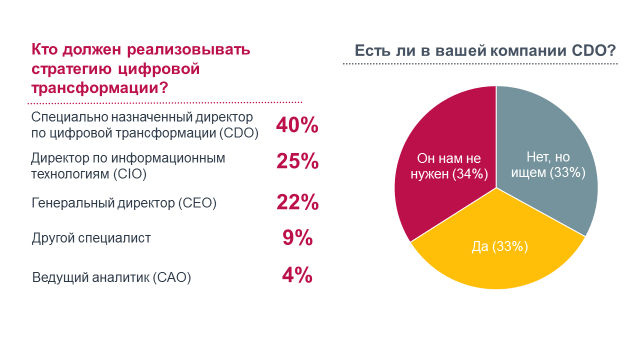 Кто должен реализовывать
стратегию цифровой
трансформации?
Специально назначенный директор
по цифровой трансформации (CDO)
40%
Директор по информационным
технологиям (CIO)
25%
Генеральный директор (CEO)
22%
Другой специалист
9%
Ведущий аналитик (CAO)
4%
Есть ли в вашей компании CDO?
Он нам не
нужен (34%)
Нет, но
ищем (33%)
Да (33%)